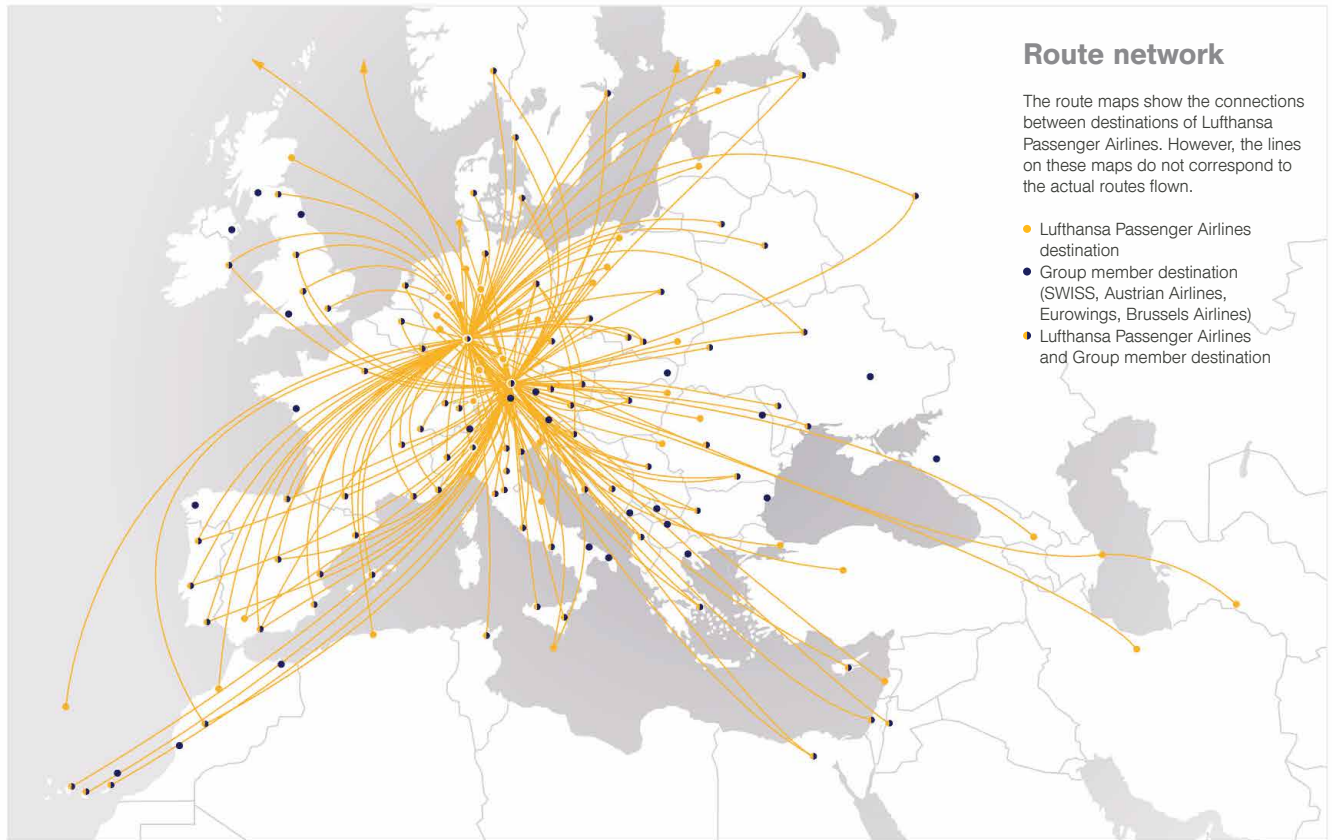 Route network
The route maps show the connections
between destinations of Lufthansa
Passenger Airlines. However, the lines
on these maps do not correspond to
the actual routes flown.
Lufthansa Passenger Airlines
destination
Group member destination
(SWISS, Austrian Airlines,
Eurowings, Brussels Airlines)
Lufthansa Passenger Airlines
and Group member destination